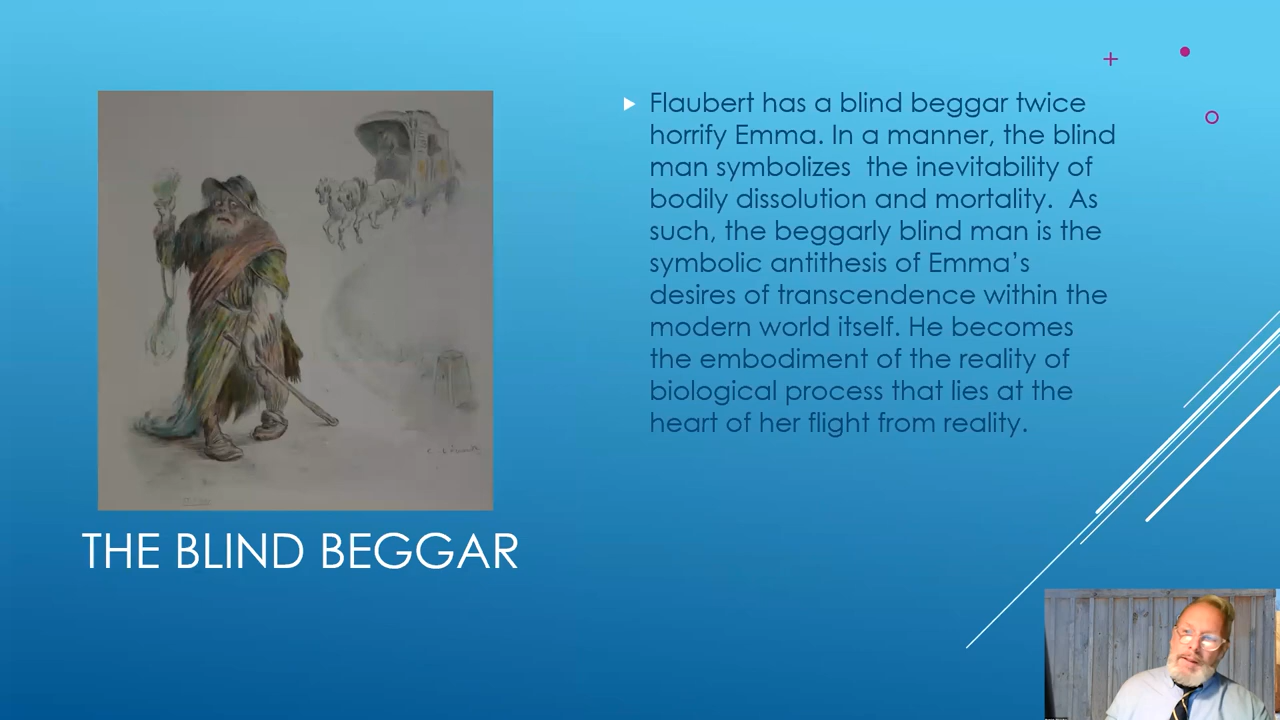 Flaubert has a blind beggar twice
horrify Emma. In a manner, the blind
man symbolizes  the inevitability of
bodily dissolution and mortality.  As
such, the beggarly blind man is the
symbolic antithesis of Emma’s
desires of transcendence within the
modern world itself. He becomes
the embodiment of the reality of
biological process that lies at the
heart of her flight from reality.
THE BLIND BEGGAR